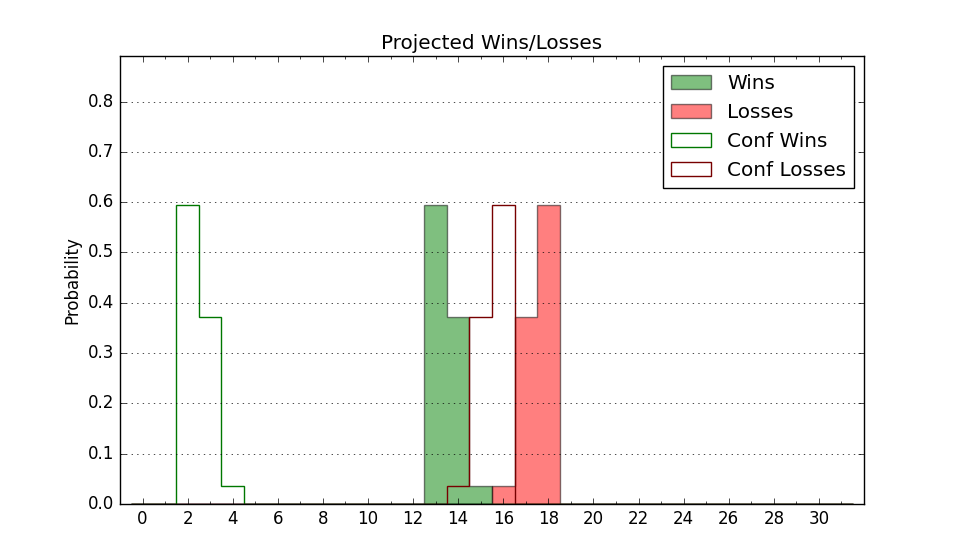 Projected Wins/Losses
Wins
Losses
Conf Wins
Conf Losses
Probability
0.8
0.7
0.6
0.5
0.4
0.3
0.2
0.1
0.0
0 2 4 6 8 10 12 14 16 18 20 22 24 26 28 30